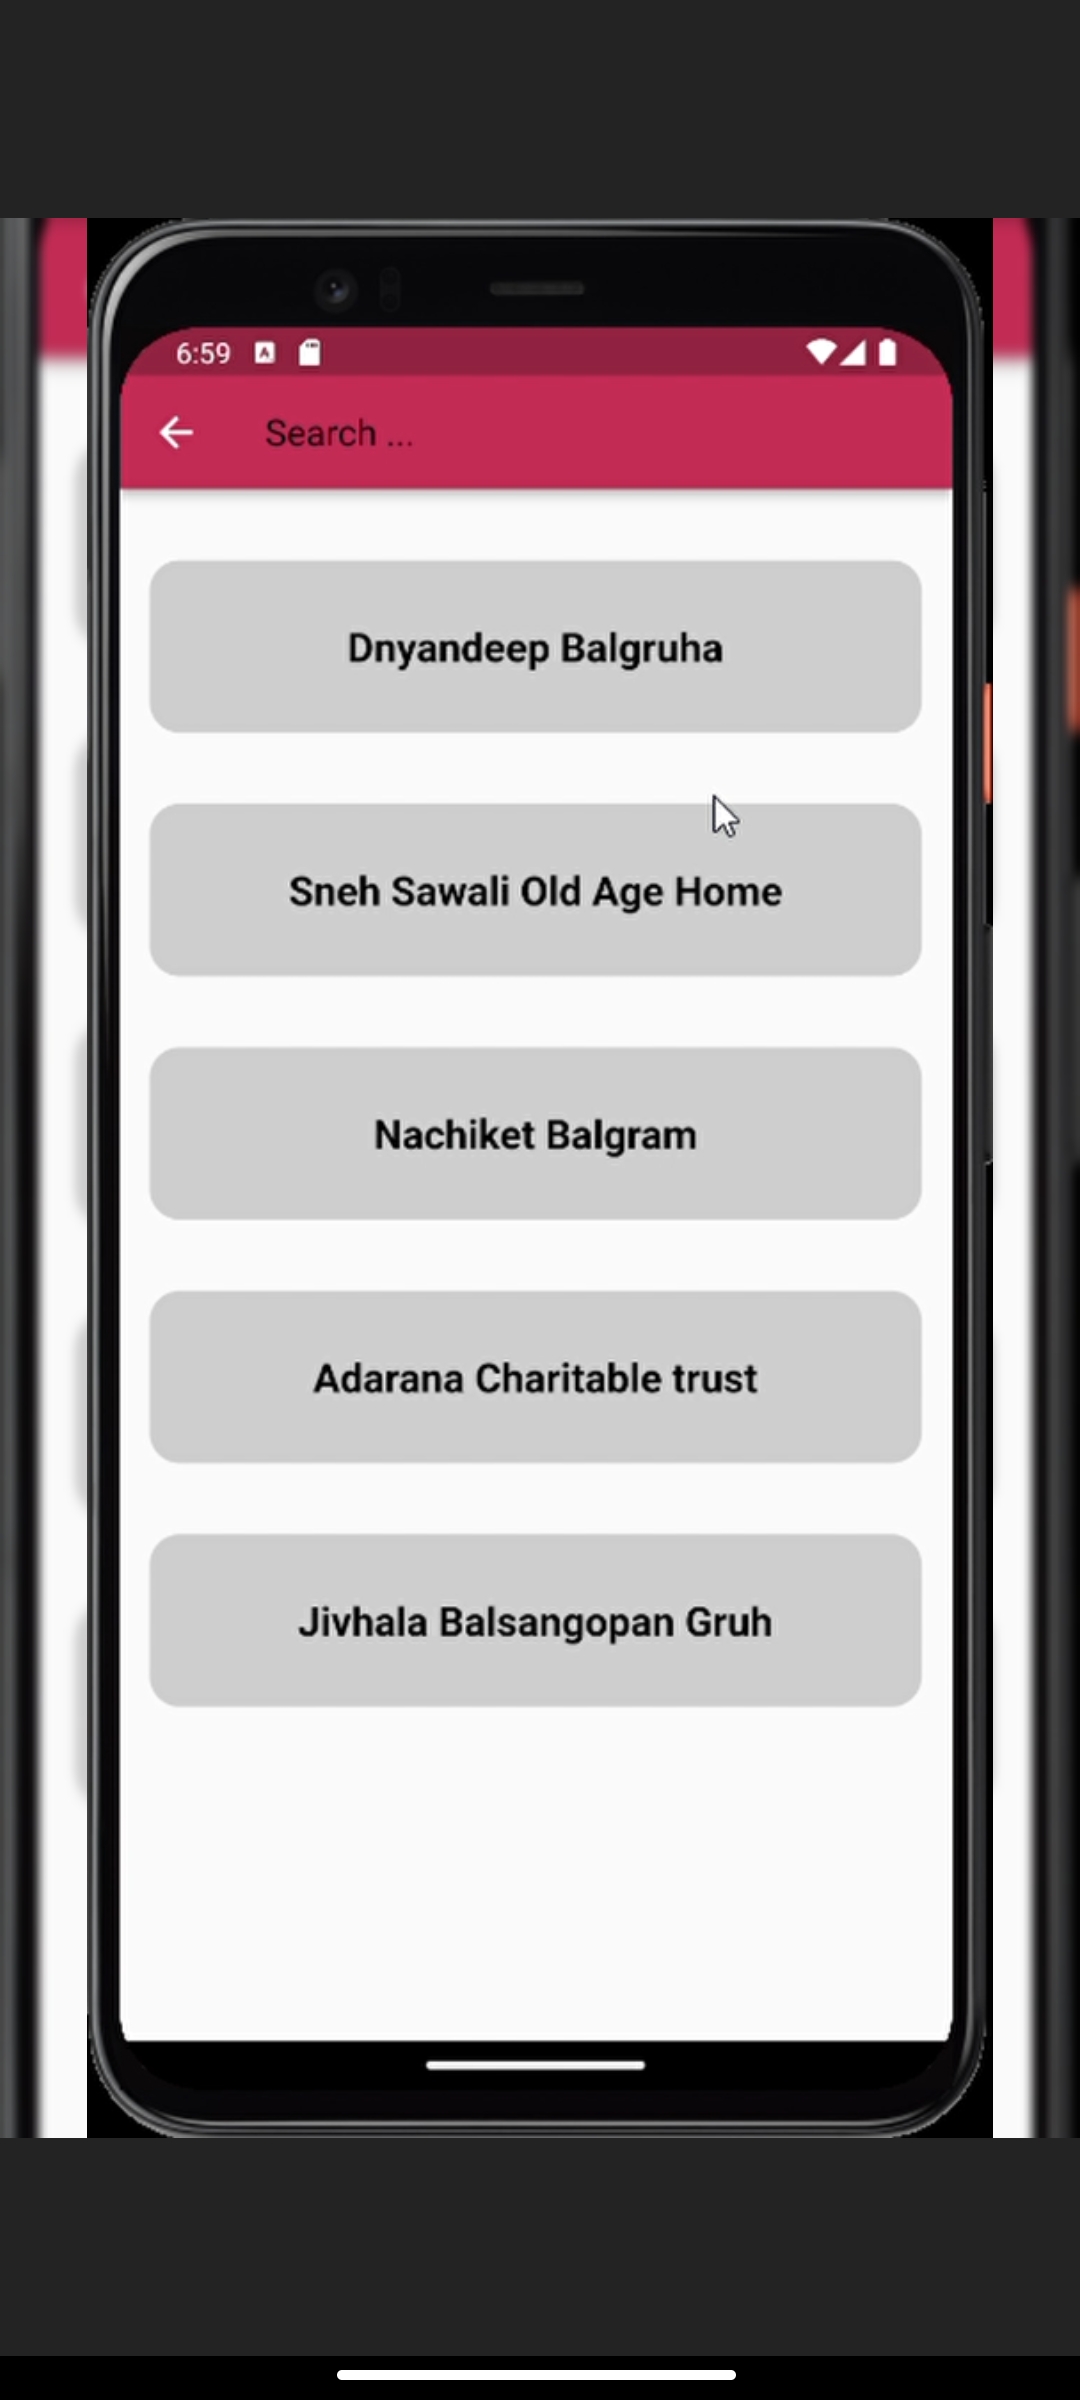 6:59
Search ...
Dnyandeep Balgruha
Sneh Sawali Old Age Home
Nachiket Balgram
Adarana Charitable trust
Jivhala Balsangopan Gruh